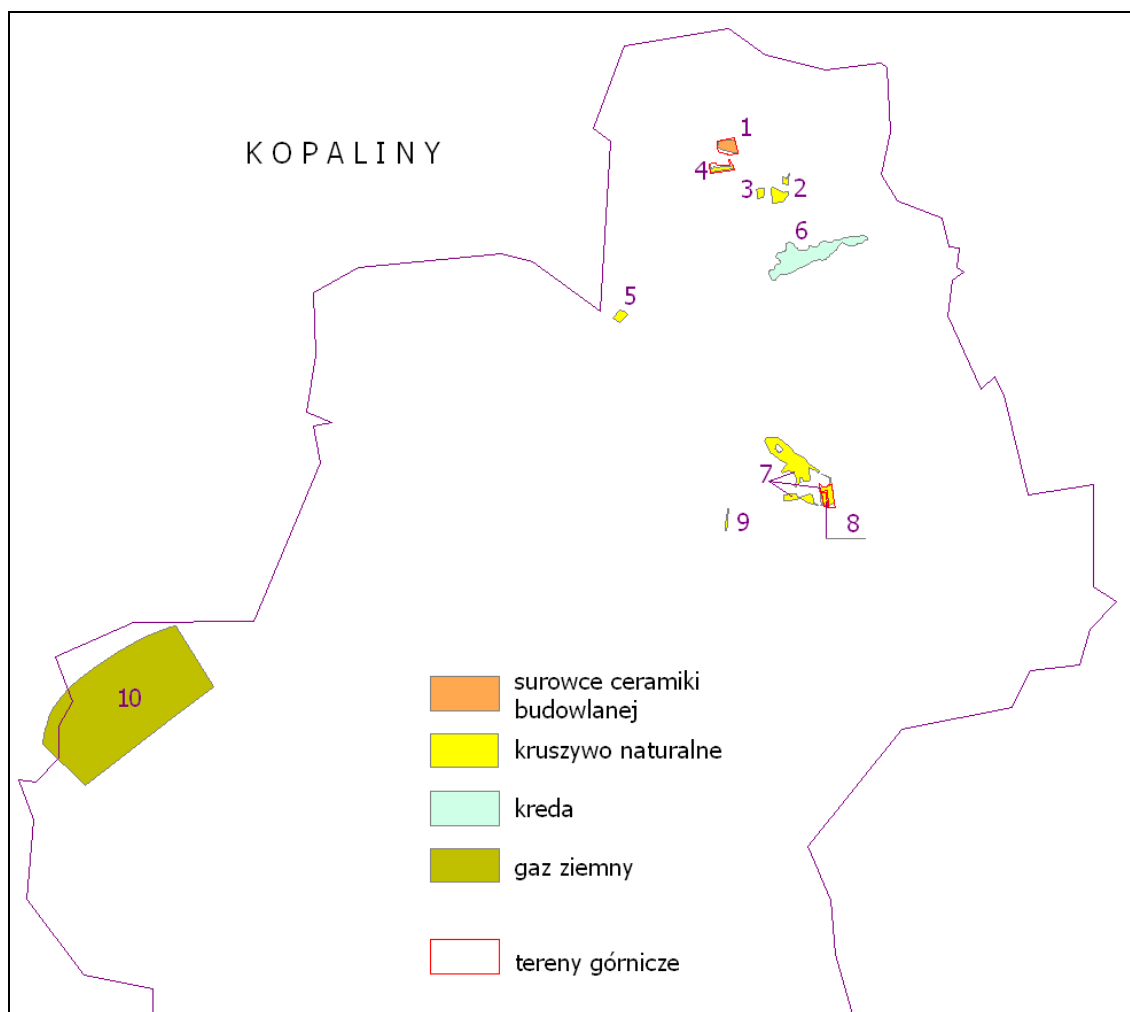 KOPALINY
1
4
3
2
6
5
7
9
8
10
surowce ceramiki
budowlanej
kruszywo naturalne
kreda
gaz ziemny
tereny górnicze